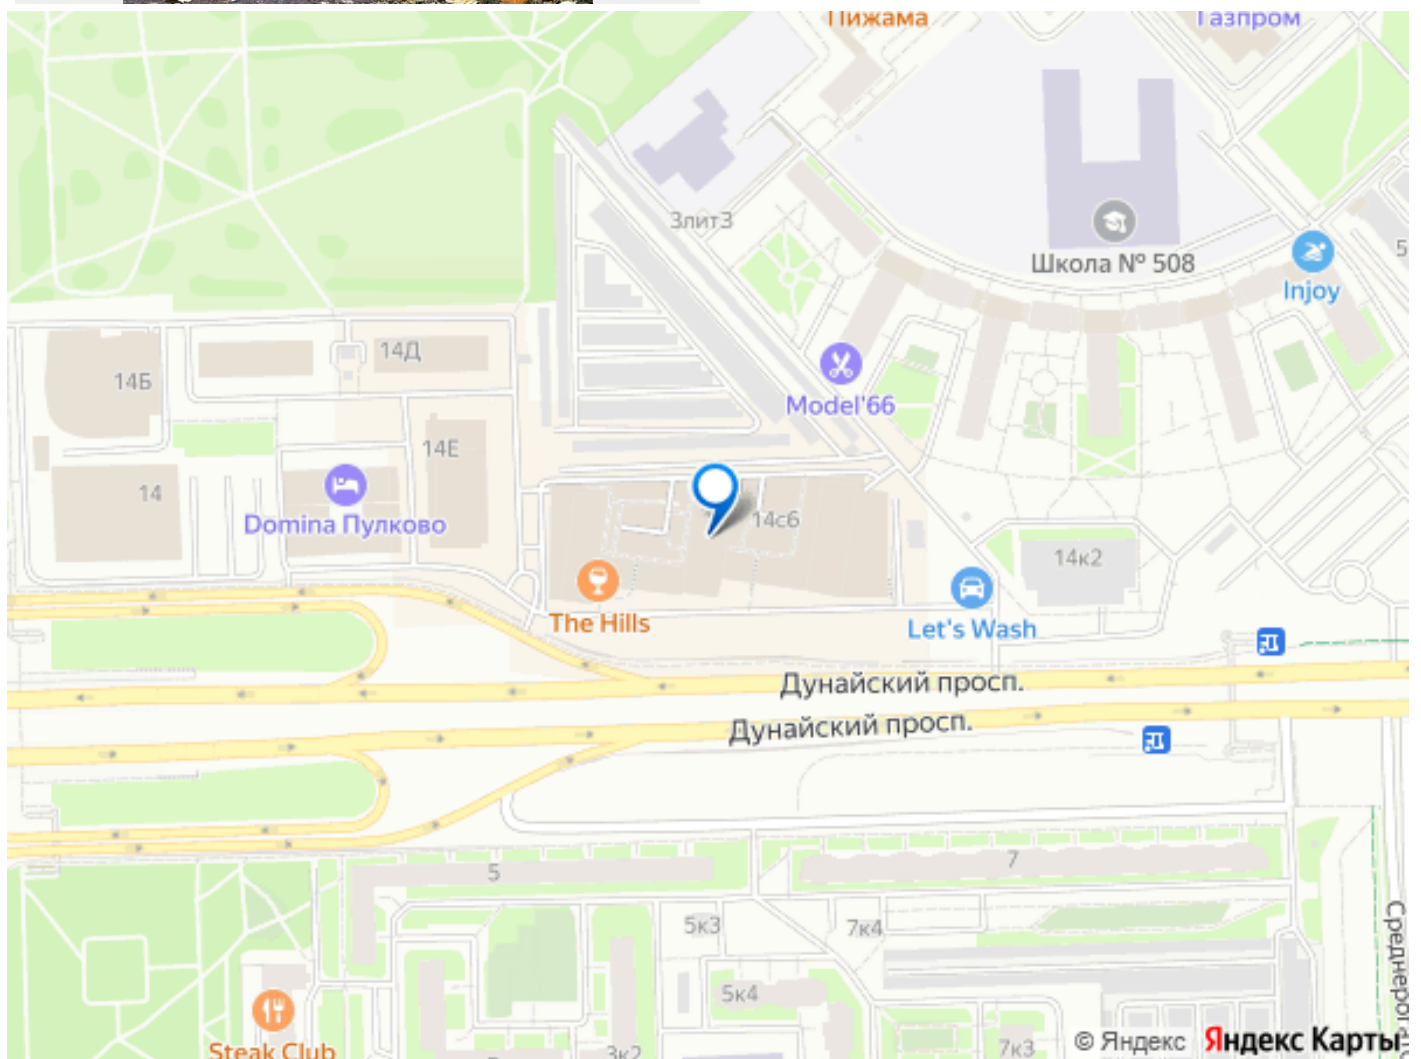 Пижама
Газпром
3лит3
Школа № 508
5
Injoy
14Д
14Б
Model'66
14Е
14
Domina Пулково
14с6
14к2
The Hills
Let's Wash
Дунайский просп.
Дунайский просп.
5
7
5к3
7к4
5к4
Steak Club
3к2
7к3
© Яндекс Яндекс Карты